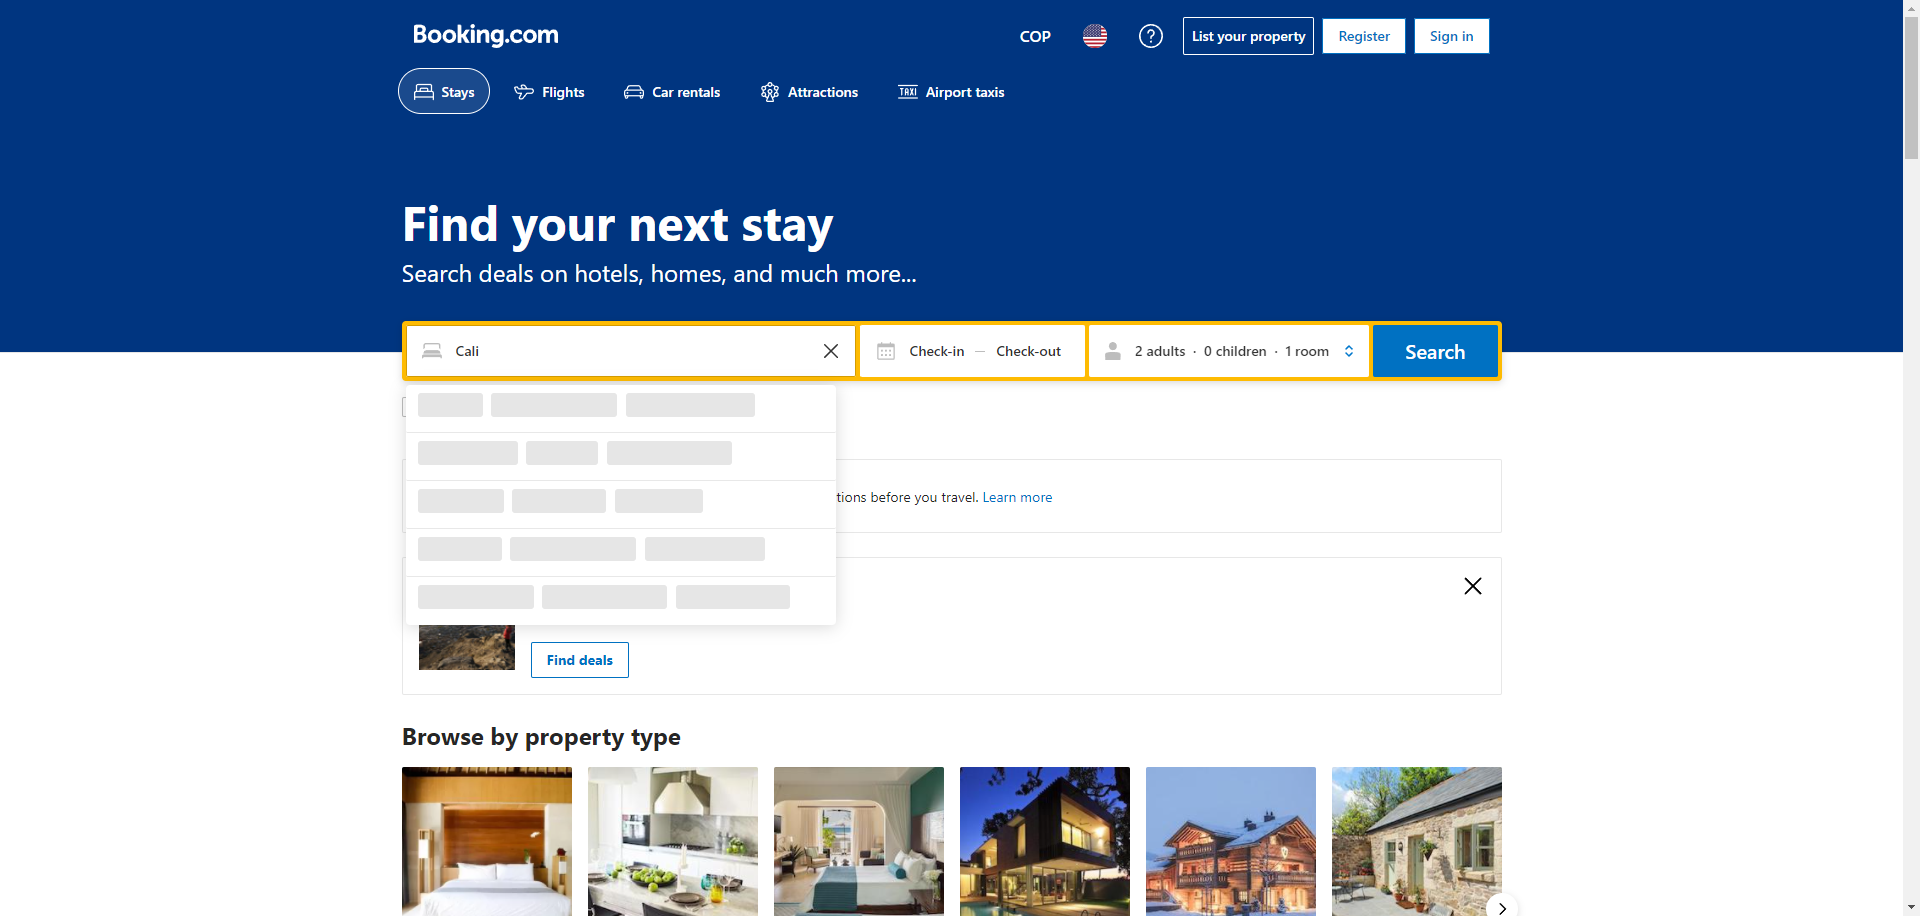 Booking.com
COP
List your property
Register
Sign in
Stays
Flights
Car rentals
Attractions
TAXI Airport taxis
Find your next stay
Search deals on hotels, homes, and much more...
Cali
Check-in — Check-out
2 adults · 0 children · 1 room
Search
tions before you travel. Learn more
Find deals
Browse by property type